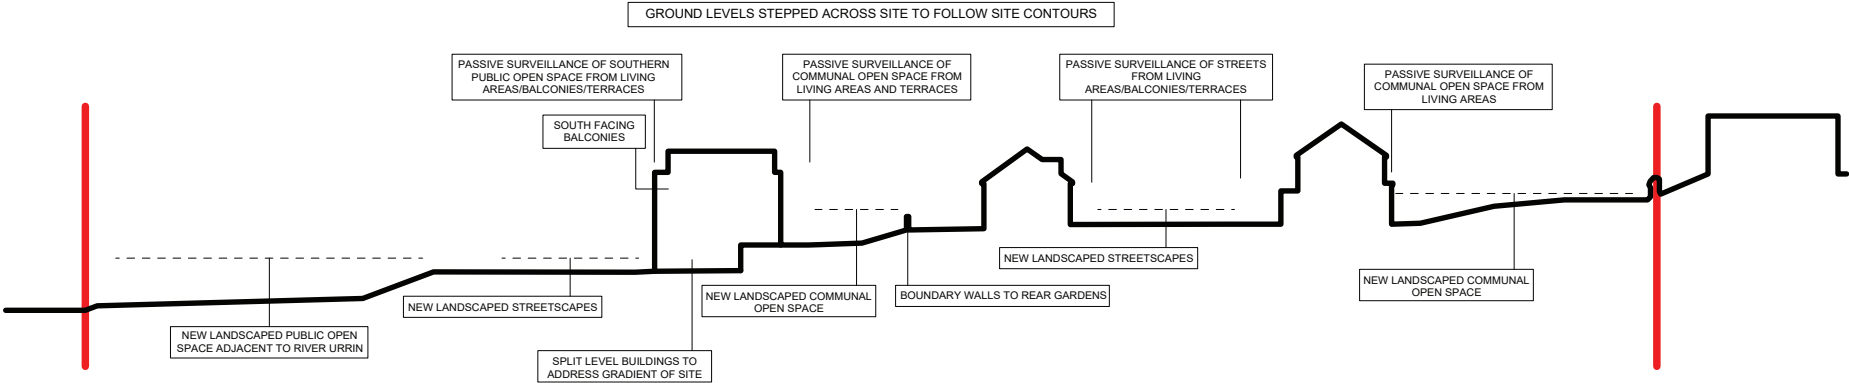 GROUND LEVELS STEPPED ACROSS SITE TO FOLLOW SITE CONTOURS
PASSIVE SURVEILLANCE OF SOUTHERN
PUBLIC OPEN SPACE FROM LIVING
AREAS/BALCONIES/TERRACES
PASSIVE SURVEILLANCE OF
COMMUNAL OPEN SPACE FROM
LIVING AREAS AND TERRACES
PASSIVE SURVEILLANCE OF STREETS
FROM LIVING
AREAS/BALCONIES/TERRACES
PASSIVE SURVEILLANCE OF
COMMUNAL OPEN SPACE FROM
LIVING AREAS
SOUTH FACING
BALCONIES
NEW LANDSCAPED STREETSCAPES
NEW LANDSCAPED COMMUNAL
OPEN SPACE
NEW LANDSCAPED STREETSCAPES
NEW LANDSCAPED COMMUNAL
OPEN SPACE
BOUNDARY WALLS TO REAR GARDENS
NEW LANDSCAPED PUBLIC OPEN
SPACE ADJACENT TO RIVER URRIN
SPLIT LEVEL BUILDINGS TO
ADDRESS GRADIENT OF SITE